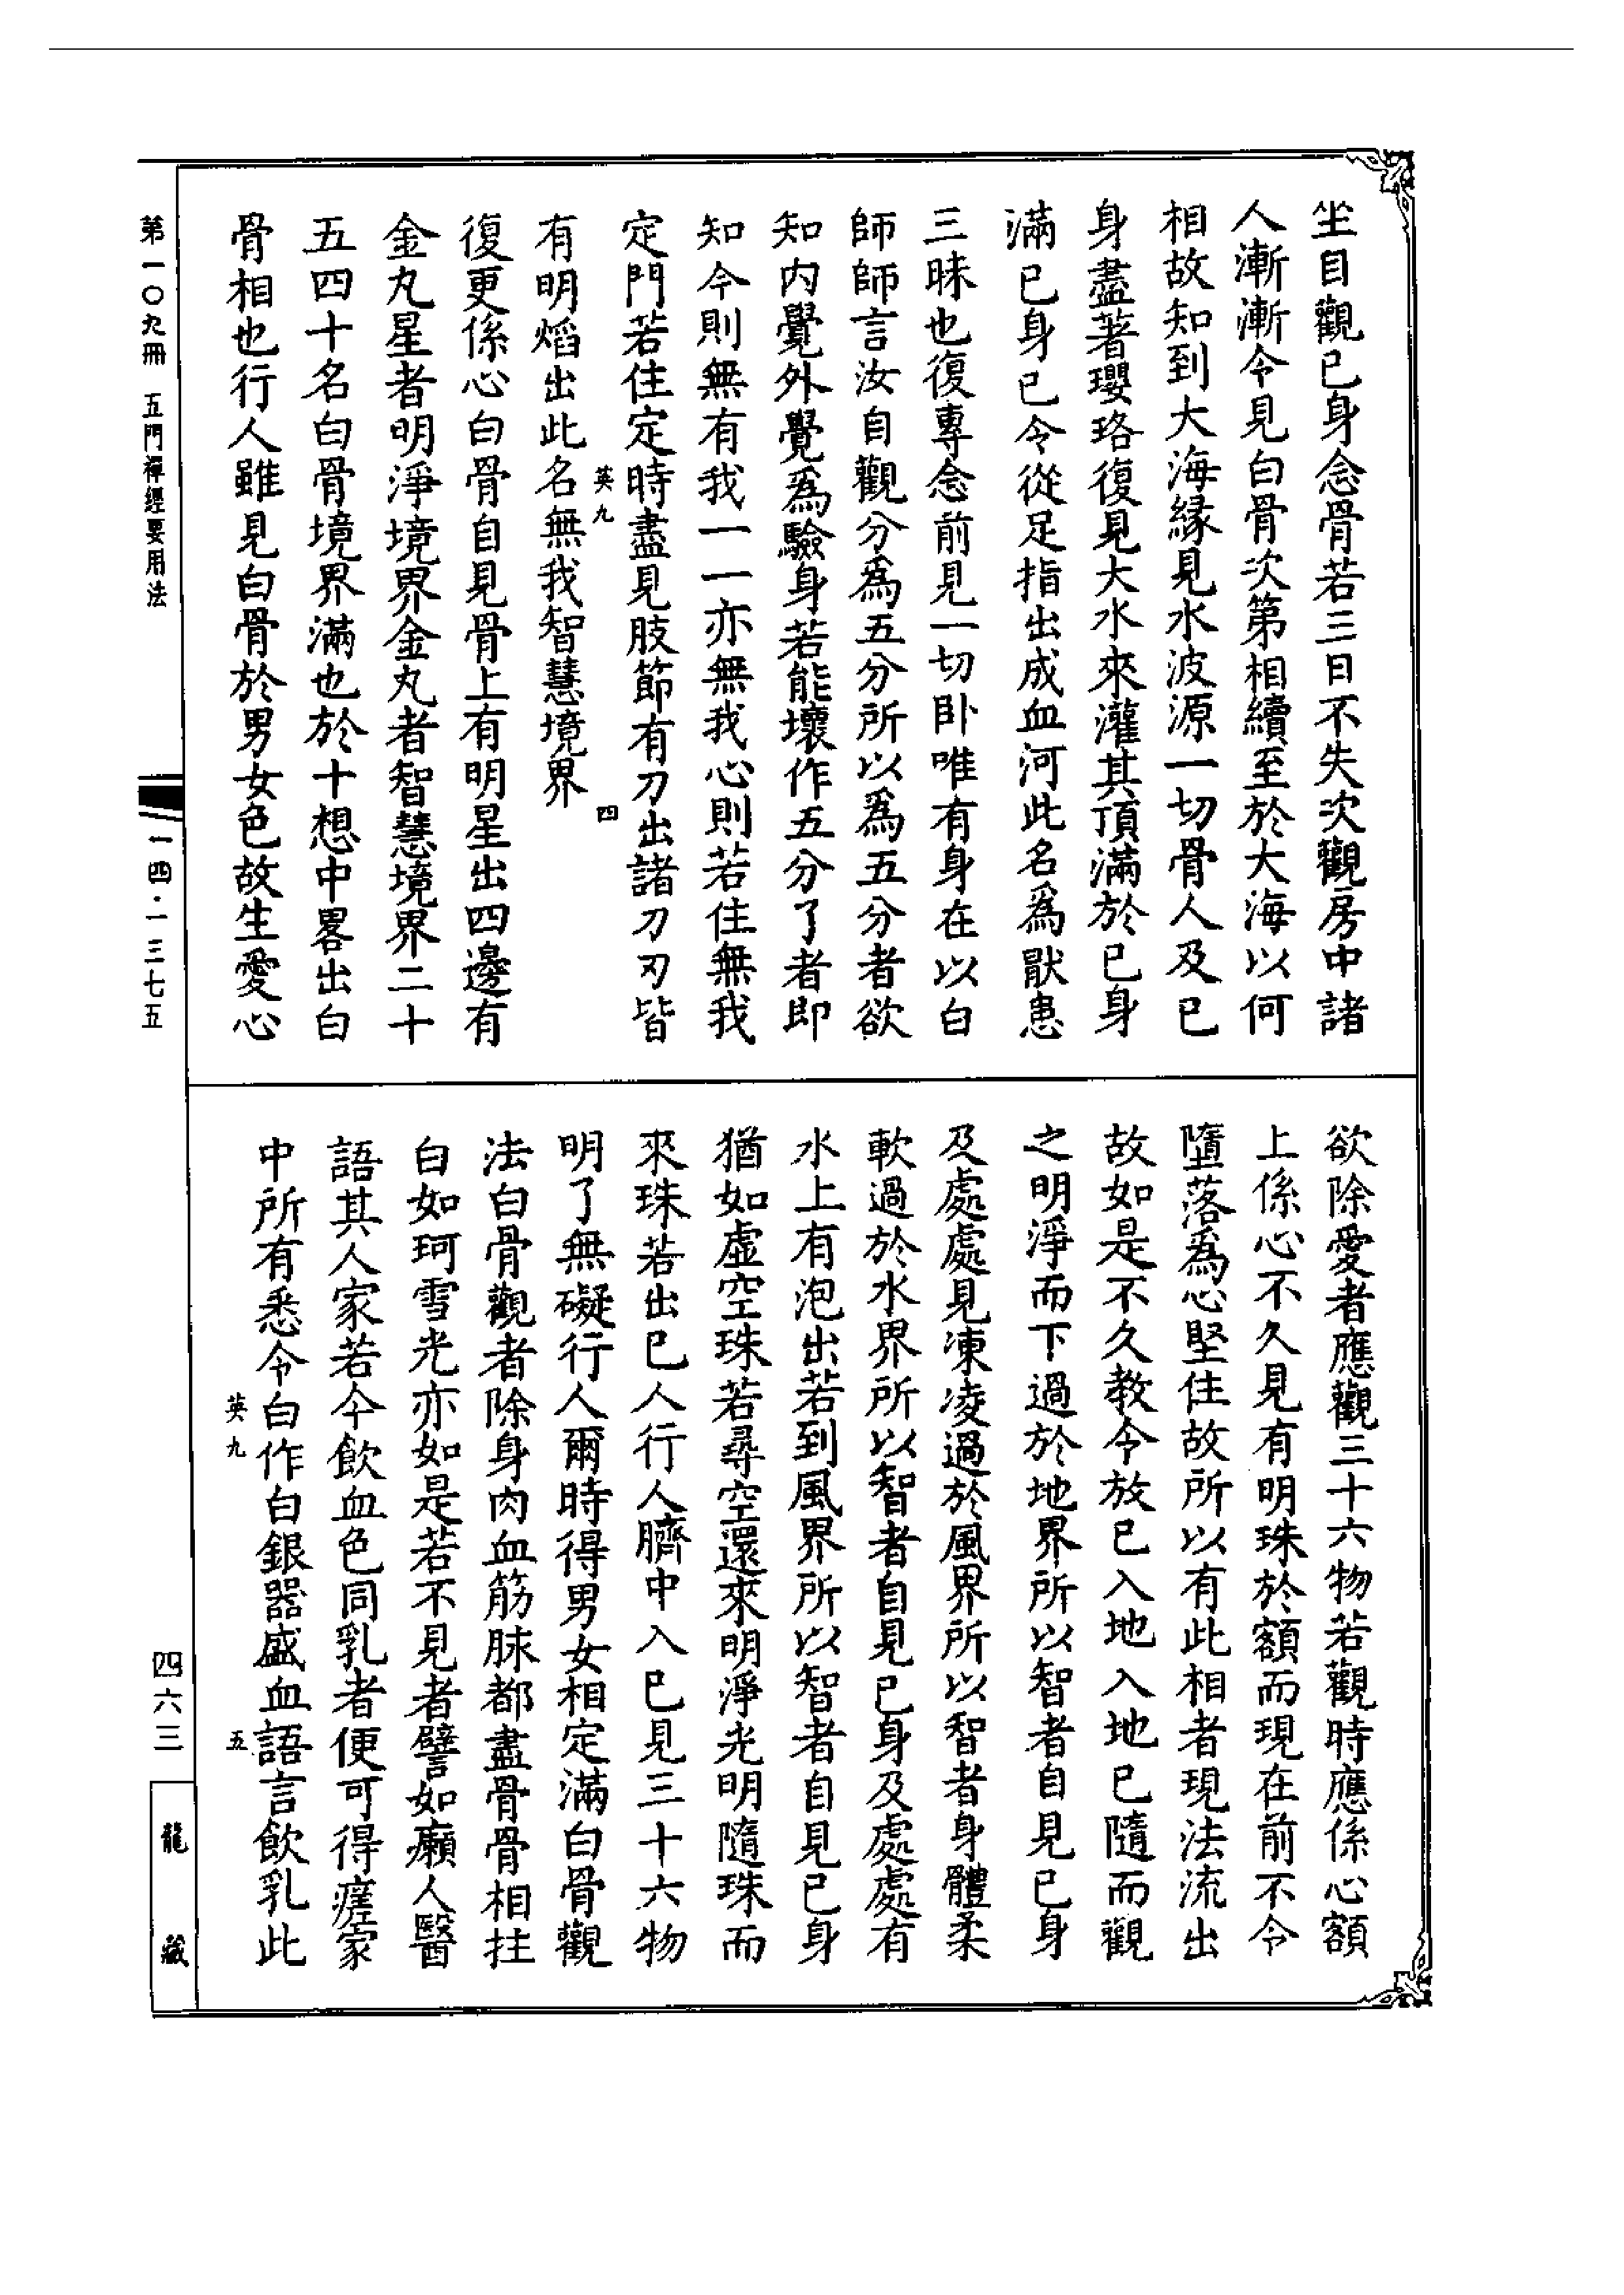 坐自觀已身念骨若三日不失次觀房中諸
人漸漸令見白骨次第相續至於大海以何
相故知到大海緣見水波源一切骨人及已
身盡著瓔珞復見大水來灌其頂滿於已身
滿已身已令從足指出成血河此名為厭患
三昧也復專念前見一切卧唯有身在以白
師師言汝自觀分為五分所以為五分者欲
知內覺外覺為驗身若能壞作五分了者即
知今則無有我一一亦無我心則若住無我
定門若住定時盡見肢節有刀出諸刀刃皆
英九
四
有明焰出此名無我智慧境界
復更係心白骨自見骨上有明星出四邊有
金丸星者明淨境界金丸者智慧境界二十
五四十名白骨境界滿也於十想中畧出白
骨相也行人雖見白骨於男女色故生愛心
欲除愛者應觀三十六物若觀時應係心額
上係心不久見有明珠於額而現在前不令
墮落為心堅住故所以有此相者現法流出
故如是不久教令放已入地入地已隨而觀
之明淨而下過於地界所以智者自見已身
及處處見凍凌過於風界所以智者身體柔
軟過於水界所以智者自見已身及處處有
水上有泡出若到風界所以智者自見已身
猶如虛空珠若尋空還來明淨光明隨珠而
來珠若出已人行人臍中入已見三十六物
明了無礙行人爾時得男女相定滿白骨觀
法白骨觀者除身肉血筋脉都盡骨骨相拄
白如珂雪光亦如是若不見者譬如癩人醫
語其人家若令飲血色同乳者便可得瘥家
中所有悉令白作白銀器盛血語言飲乳此
英九
五
第一〇九冊 五門禪經要用法
一四·一三七五
四六三
龍藏